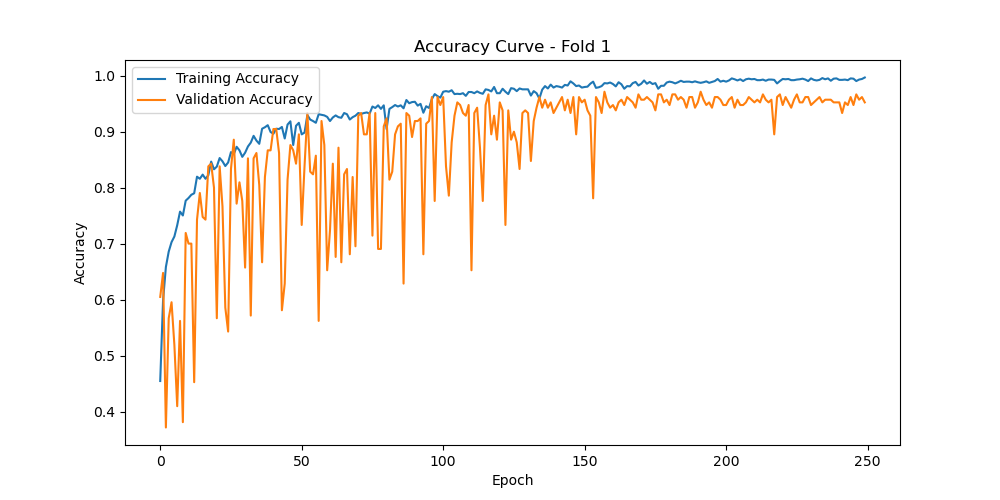 Accuracy Curve - Fold 1
Training Accuracy
Validation Accuracy
Accuracy
1.0
0.9
0.8
0.7
0.6
0.5
0.4
0 50 100 150 200 250
Epoch